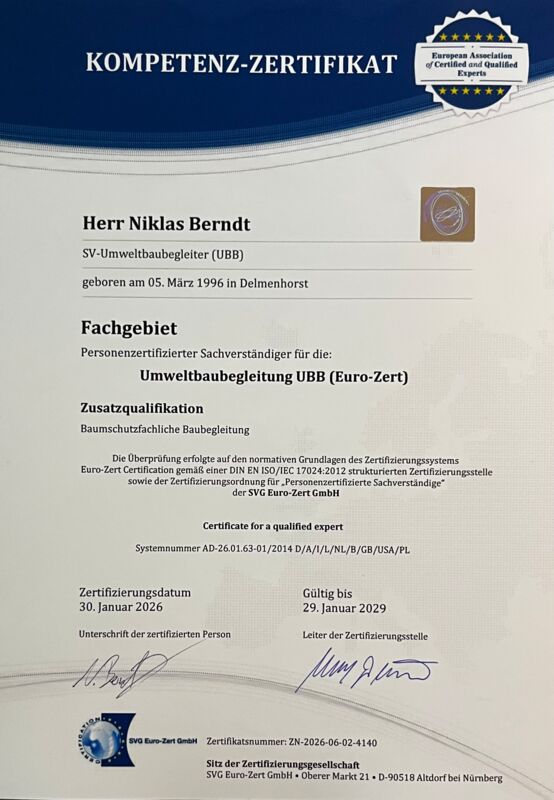 KOMPETENZ-ZERTIFIKAT
European Association
of Certified and Qualified
Experts
Herr Niklas Berndt
SV-Umweltbaubegleiter (UBB)
geboren am 05. März 1996 in Delmenhorst
Fachgebiet
Personenzertifizierter Sachverständiger für die:
Umweltbaubegleitung UBB (Euro-Zert)
Zusatzqualifikation
Baumschutzfachliche Baubegleitung
Die Überprüfung erfolgte auf den normativen Grundlagen des Zertifizierungssystems
Euro-Zert Certification gemäß einer DIN EN ISO/IEC 17024:2012 strukturierten Zertifizierungsstelle
sowie der Zertifizierungsordnung für „Personenzertifizierte Sachverständige"
der SVG Euro-Zert GmbH
Certificate for a qualified expert
Systemnummer AD-26.01.63-01/2014 D/A/I/L/NL/B/GB/USA/PL
Zertifizierungsdatum
30. Januar 2026
Gültig bis
29. Januar 2029
Unterschrift der zertifizierten Person
Leiter der Zertifizierungsstelle
CERTIFICATION
SVG Euro-Zert GmbH
Zertifikatsnummer: ZN-2026-06-02-4140
Sitz der Zertifizierungsgesellschaft
SVG Euro-Zert GmbH • Oberer Markt 21 • D-90518 Altdorf bei Nürnberg